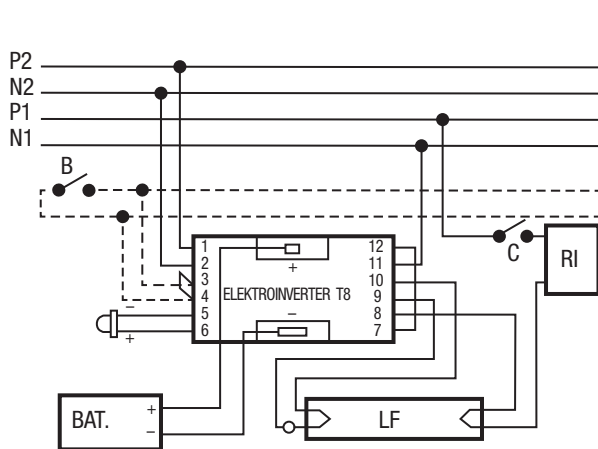 P2
N2
P1
N1
B
C
RI
1
2
3
4
5
6
12
11
10
9
8
7
+
ELEKTROINVERTER T8
−
−
+
BAT.
+
−
LF